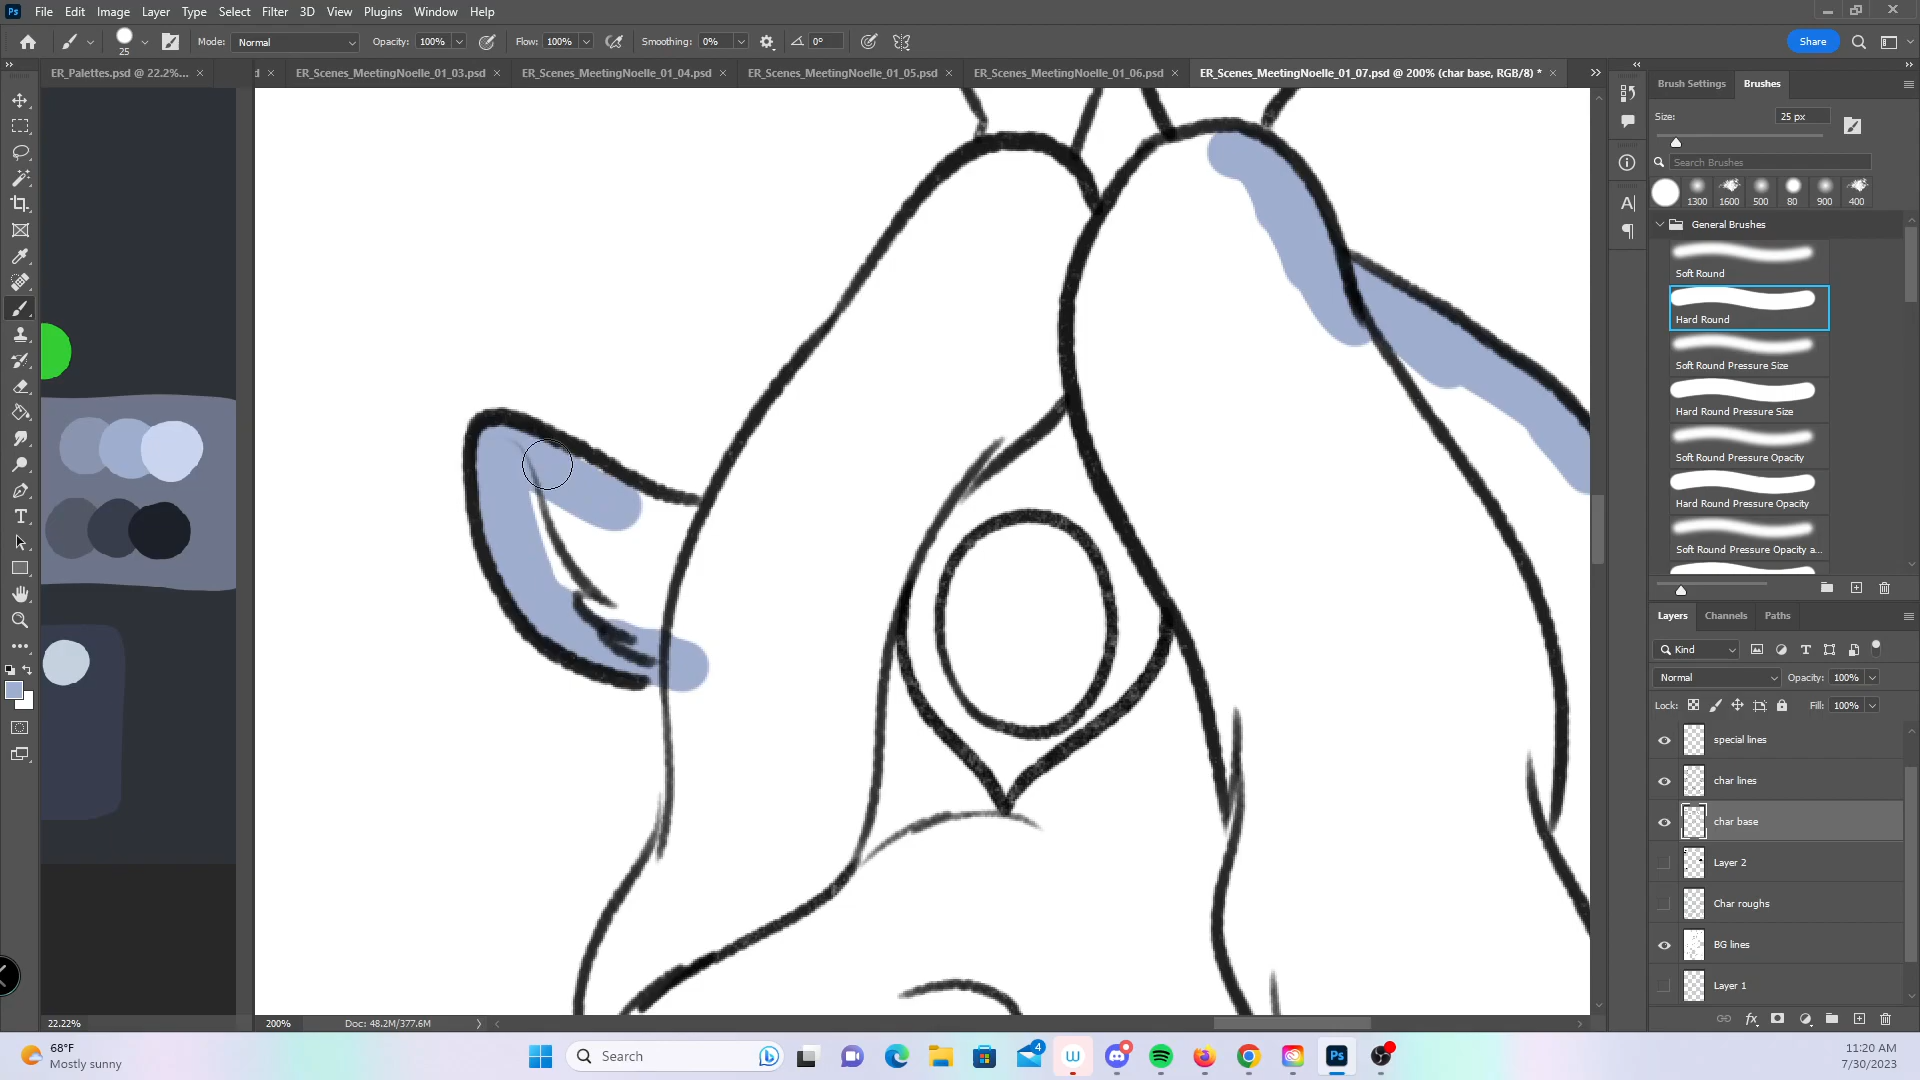 Ps File Edit Image Layer Type Select Filter 3D View Plugins Window Help
25 Mode: Normal Opacity: 100% Flow: 100% Smoothing: 0% 0° Share
ER_Palettes.psd @ 22.2%... × d × ER_Scenes_MeetingNoelle_01_03.psd × ER_Scenes_MeetingNoelle_01_04.psd × ER_Scenes_MeetingNoelle_01_05.psd × ER_Scenes_MeetingNoelle_01_06.psd × ER_Scenes_MeetingNoelle_01_07.psd @ 200% (char base, RGB/8) * ×
Brush Settings Brushes
Size: 25 px
Search Brushes
1300 1600 500 80 900 400
General Brushes
Soft Round
Hard Round
Soft Round Pressure Size
Hard Round Pressure Size
Soft Round Pressure Opacity
Hard Round Pressure Opacity
Soft Round Pressure Opacity a...
Layers Channels Paths
Kind
Normal Opacity: 100%
Lock: Fill: 100%
special lines
char lines
char base
Layer 2
Char roughs
BG lines
Layer 1
22.22% 200% Doc: 48.2M/377.6M
68°F
Mostly sunny
Search
4
Ps
11:20 AM
7/30/2023